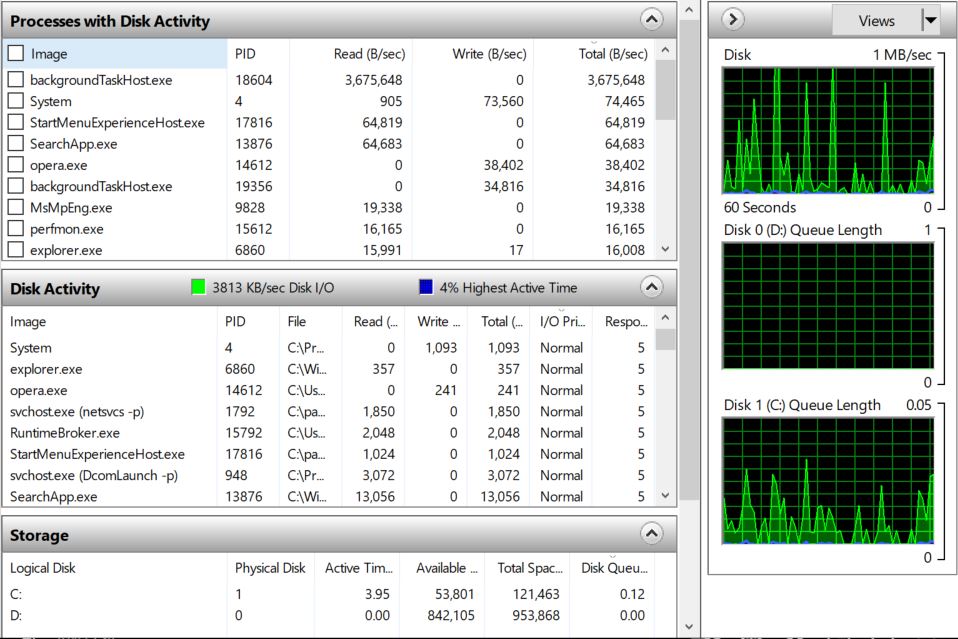 Processes with Disk Activity
Image PID Read (B/sec) Write (B/sec) Total (B/sec)
backgroundTaskHost.exe 18604 3,675,648 0 3,675,648
System 4 905 73,560 74,465
StartMenuExperienceHost.exe 17816 64,819 0 64,819
SearchApp.exe 13876 64,683 0 64,683
opera.exe 14612 0 38,402 38,402
backgroundTaskHost.exe 19356 0 34,816 34,816
MsMpEng.exe 9828 19,338 0 19,338
perfmon.exe 15612 16,165 0 16,165
explorer.exe 6860 15,991 17 16,008
Disk Activity 3813 KB/sec Disk I/O 4% Highest Active Time
Image PID File Read (... Write ... Total (... I/O Pri... Respo...
System 4 C:\Pr... 0 1,093 1,093 Normal 5
explorer.exe 6860 C:\Wi... 357 0 357 Normal 5
opera.exe 14612 C:\Us... 0 241 241 Normal 5
svchost.exe (netsvcs -p) 1792 C:\pa... 1,850 0 1,850 Normal 5
RuntimeBroker.exe 15792 C:\Us... 2,048 0 2,048 Normal 5
StartMenuExperienceHost.exe 17816 C:\pa... 1,024 0 1,024 Normal 5
svchost.exe (DcomLaunch -p) 948 C:\Pr... 3,072 0 3,072 Normal 5
SearchApp.exe 13876 C:\Wi... 13,056 0 13,056 Normal 5
Storage
Logical Disk Physical Disk Active Tim... Available ... Total Spac... Disk Queu...
C: 1 3.95 53,801 121,463 0.12
D: 0 0.00 842,105 953,868 0.00
Views
Disk 1 MB/sec
60 Seconds 0
Disk 0 (D:) Queue Length 1
0
Disk 1 (C:) Queue Length 0.05
0